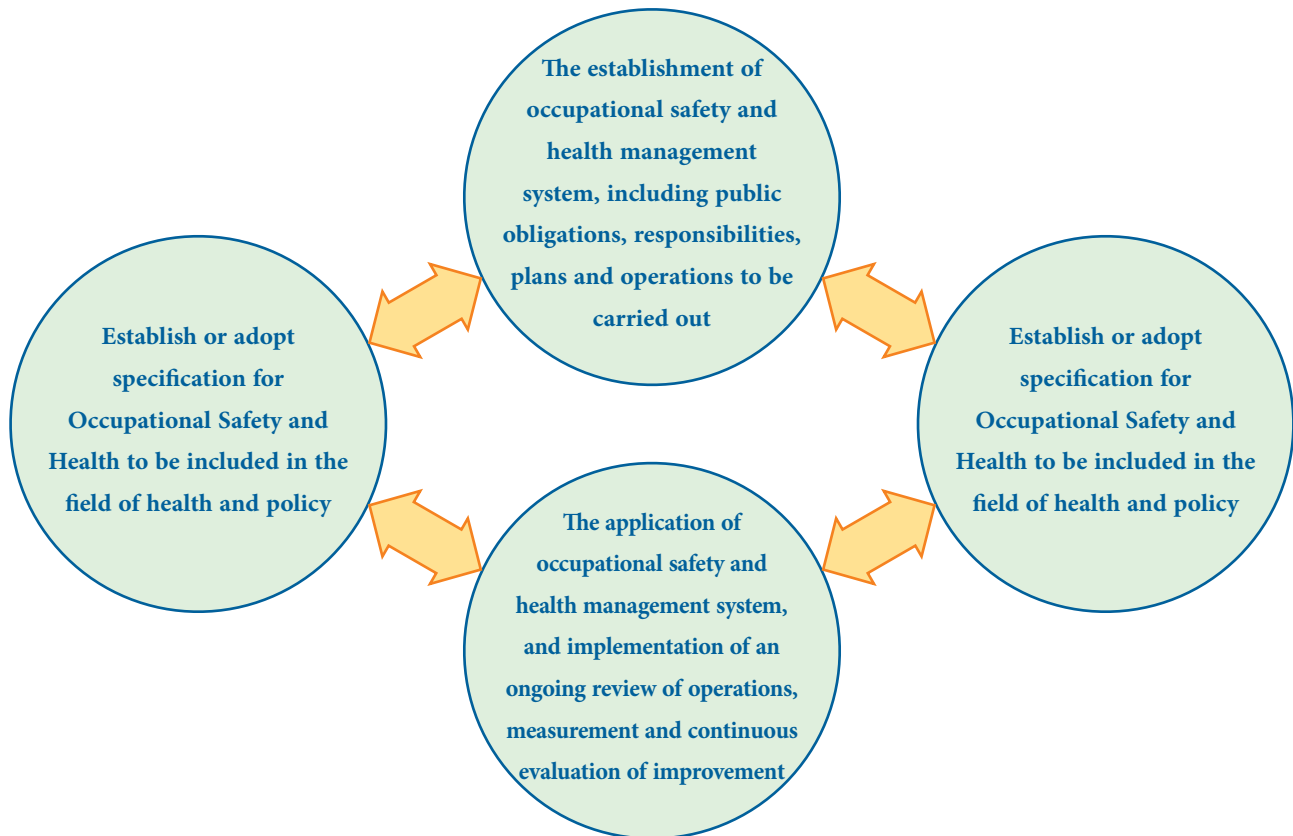 The establishment of
occupational safety and
health management
system, including public
obligations, responsibilities,
plans and operations to be
carried out
Establish or adopt
specification for
Occupational Safety and
Health to be included in the
field of health and policy
Establish or adopt
specification for
Occupational Safety and
Health to be included in the
field of health and policy
The application of
occupational safety and
health management system,
and implementation of an
ongoing review of operations,
measurement and continuous
evaluation of improvement